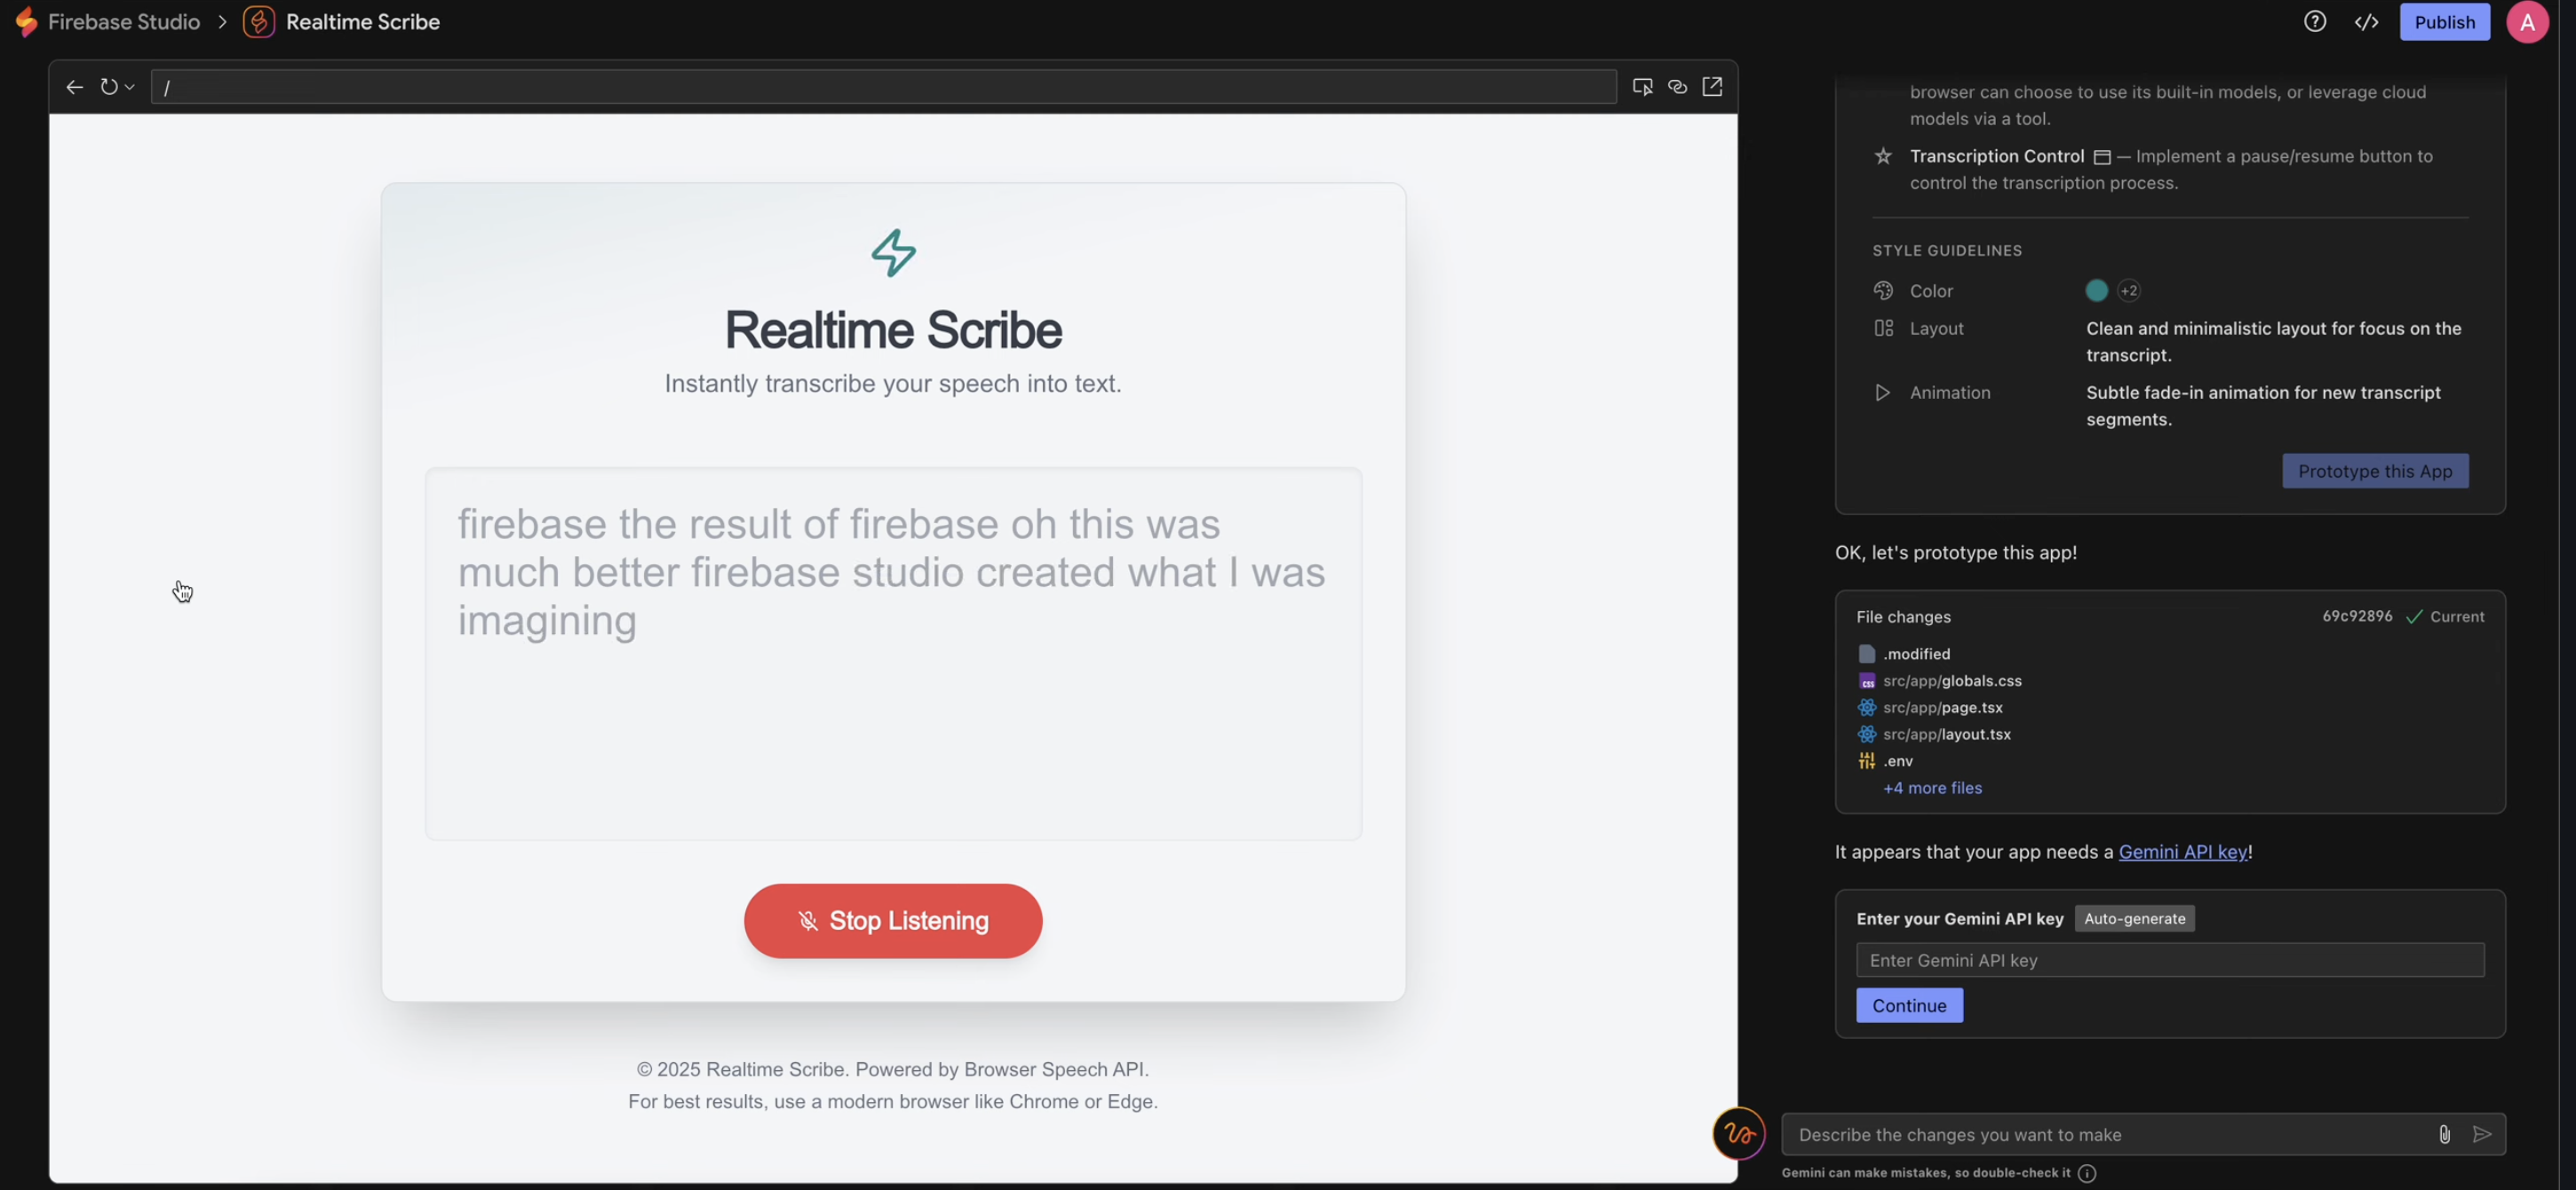 Firebase Studio > Realtime Scribe
</> Publish A
/
Realtime Scribe
Instantly transcribe your speech into text.
firebase the result of firebase oh this was
much better firebase studio created what I was
imagining
Stop Listening
© 2025 Realtime Scribe. Powered by Browser Speech API.
For best results, use a modern browser like Chrome or Edge.
browser can choose to use its built-in models, or leverage cloud
models via a tool.
Transcription Control — Implement a pause/resume button to
control the transcription process.
STYLE GUIDELINES
Color +2
Layout Clean and minimalistic layout for focus on the
transcript.
Animation Subtle fade-in animation for new transcript
segments.
Prototype this App
OK, let's prototype this app!
File changes 69c92896 ✓ Current
.modified
css src/app/globals.css
src/app/page.tsx
src/app/layout.tsx
.env
+4 more files
It appears that your app needs a Gemini API key!
Enter your Gemini API key Auto-generate
Enter Gemini API key
Continue
Describe the changes you want to make
Gemini can make mistakes, so double-check it